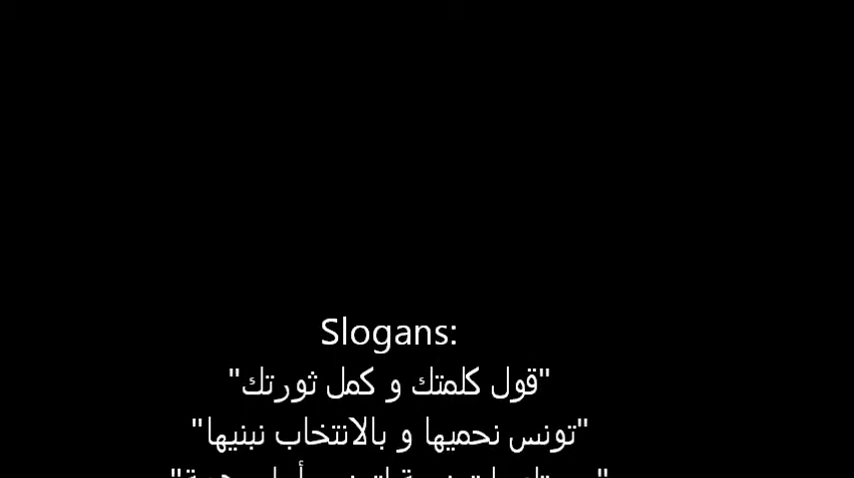 Slogans:
"قول كلمتك و كمل ثورتك"
"تونس نحميها و بالانتخاب نبنيها"